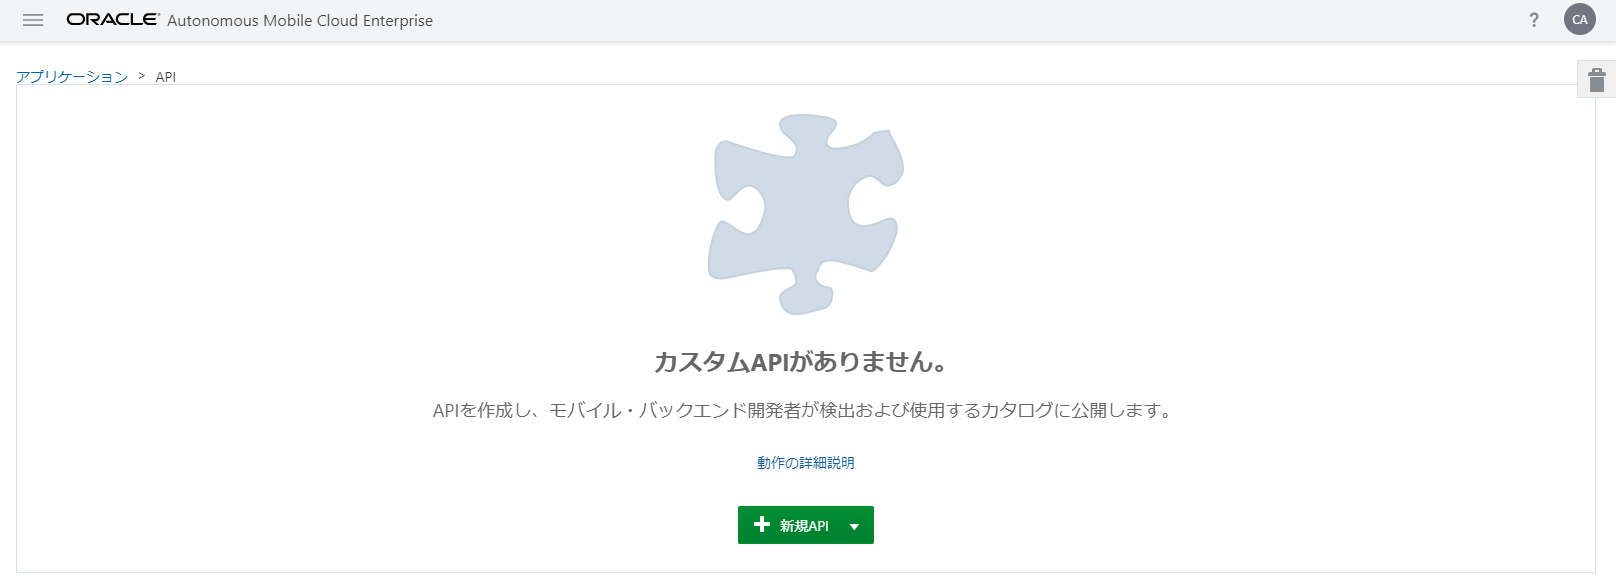 ORACLE® Autonomous Mobile Cloud Enterprise ? CA
アプリケーション > API
カスタムAPIがありません。
APIを作成し、モバイル・バックエンド開発者が検出および使用するカタログに公開します。
動作の詳細説明
新規API